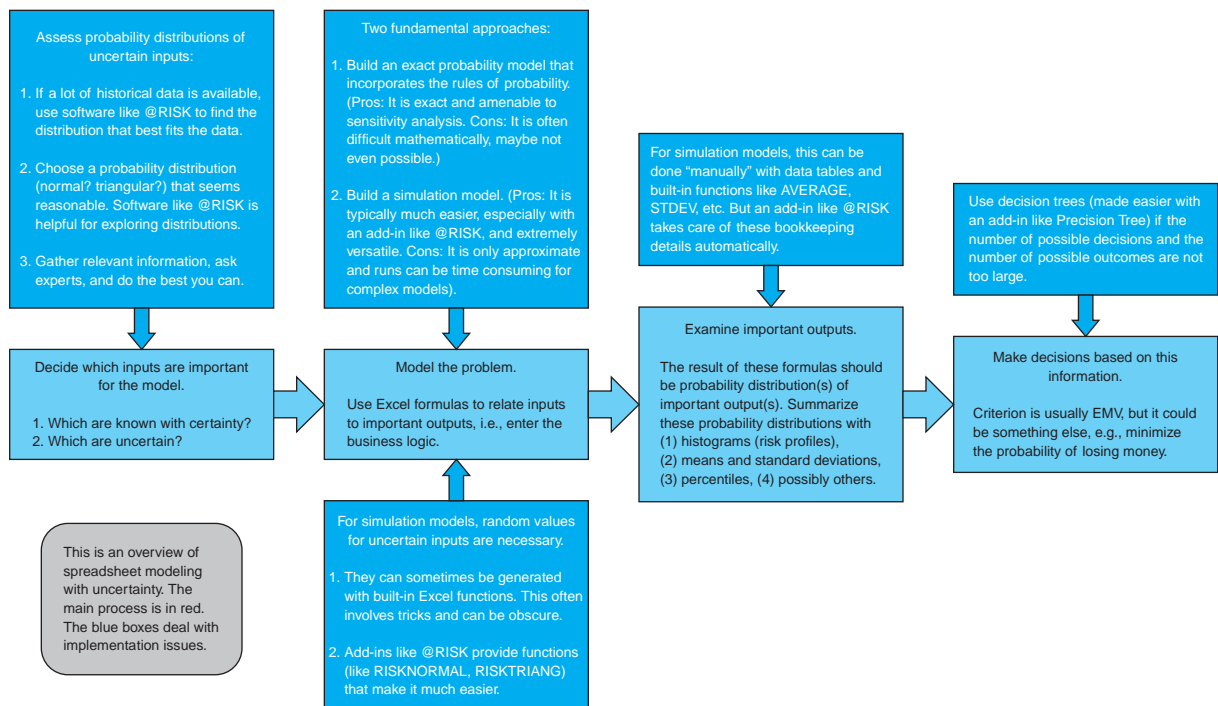 Assess probability distributions of
uncertain inputs:
1. If a lot of historical data is available,
use software like @RISK to find the
distribution that best fits the data.
2. Choose a probability distribution
(normal? triangular?) that seems
reasonable. Software like @RISK is
helpful for exploring distributions.
3. Gather relevant information, ask
experts, and do the best you can.
Two fundamental approaches:
1. Build an exact probability model that
incorporates the rules of probability.
(Pros: It is exact and amenable to
sensitivity analysis. Cons: It is often
difficult mathematically, maybe not
even possible.)
2. Build a simulation model. (Pros: It is
typically much easier, especially with
an add-in like @RISK, and extremely
versatile. Cons: It is only approximate
and runs can be time consuming for
complex models).
For simulation models, this can be
done “manually” with data tables and
built-in functions like AVERAGE,
STDEV, etc. But an add-in like @RISK
takes care of these bookkeeping
details automatically.
Use decision trees (made easier with
an add-in like Precision Tree) if the
number of possible decisions and the
number of possible outcomes are not
too large.
Decide which inputs are important
for the model.
1. Which are known with certainty?
2. Which are uncertain?
Model the problem.
Use Excel formulas to relate inputs
to important outputs, i.e., enter the
business logic.
Examine important outputs.
The result of these formulas should
be probability distribution(s) of
important output(s). Summarize
these probability distributions with
(1) histograms (risk profiles),
(2) means and standard deviations,
(3) percentiles, (4) possibly others.
Make decisions based on this
information.
Criterion is usually EMV, but it could
be something else, e.g., minimize
the probability of losing money.
This is an overview of
spreadsheet modeling
with uncertainty. The
main process is in red.
The blue boxes deal with
implementation issues.
For simulation models, random values
for uncertain inputs are necessary.
1. They can sometimes be generated
with built-in Excel functions. This often
involves tricks and can be obscure.
2. Add-ins like @RISK provide functions
(like RISKNORMAL, RISKTRIANG)
that make it much easier.